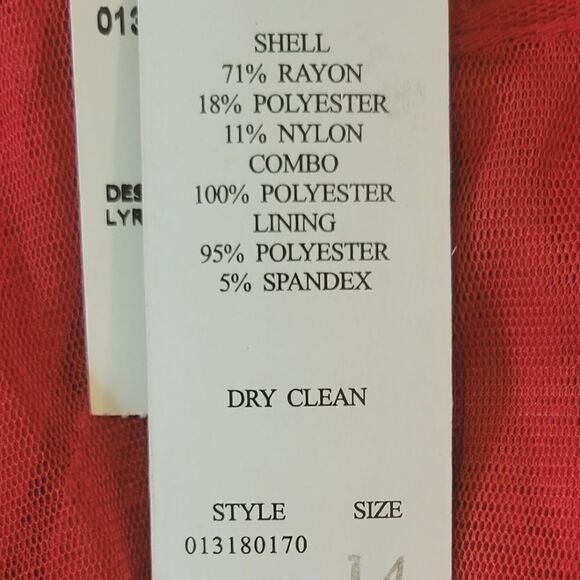 013
DES
LYR
SHELL
71% RAYON
18% POLYESTER
11% NYLON
COMBO
100% POLYESTER
LINING
95% POLYESTER
5% SPANDEX
DRY CLEAN
STYLE SIZE
013180170 14